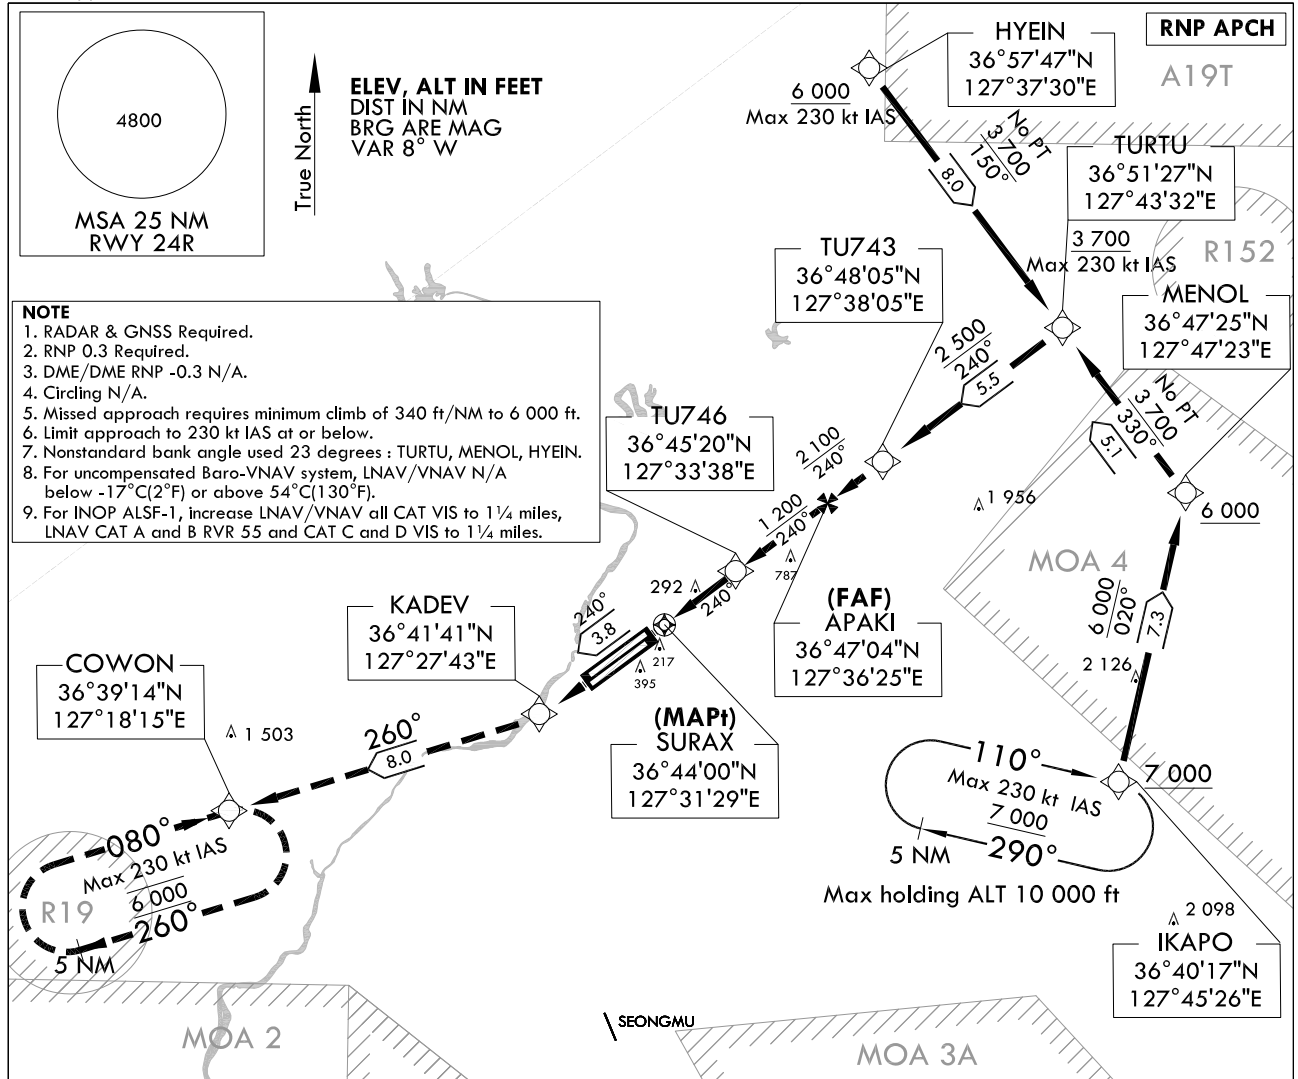 RNP APCH
A19T
4800
MSA 25 NM
RWY 24R
True North
ELEV, ALT IN FEET
DIST IN NM
BRG ARE MAG
VAR 8° W
HYEIN
36°57'47"N
127°37'30"E
6 000
Max 230 kt IAS
No PT
3 700
150°
8.0
TURTU
36°51'27"N
127°43'32"E
3 700
Max 230 kt IAS
R152
TU743
36°48'05"N
127°38'05"E
MENOL
36°47'25"N
127°47'23"E
NOTE
1. RADAR & GNSS Required.
2. RNP 0.3 Required.
3. DME/DME RNP -0.3 N/A.
4. Circling N/A.
5. Missed approach requires minimum climb of 340 ft/NM to 6 000 ft.
6. Limit approach to 230 kt IAS at or below.
7. Nonstandard bank angle used 23 degrees : TURTU, MENOL, HYEIN.
8. For uncompensated Baro-VNAV system, LNAV/VNAV N/A
below -17°C(2°F) or above 54°C(130°F).
9. For INOP ALSF-1, increase LNAV/VNAV all CAT VIS to 1¼ miles,
LNAV CAT A and B RVR 55 and CAT C and D VIS to 1¼ miles.
2 500
240°
5.5
No PT
3 700
330°
5.1
TU746
36°45'20"N
127°33'38"E
2 100
240°
1 200
240°
1 956
6 000
MOA 4
787
292
240°
(FAF)
APAKI
36°47'04"N
127°36'25"E
6 000
020°
7.3
KADEV
36°41'41"N
127°27'43"E
240°
3.8
217
395
2 126
COWON
36°39'14"N
127°18'15"E
1 503
260°
8.0
(MAPt)
SURAX
36°44'00"N
127°31'29"E
110°
Max 230 kt IAS
7 000
290°
5 NM
7 000
Max holding ALT 10 000 ft
080°
Max 230 kt IAS
6 000
260°
R19
5 NM
2 098
IKAPO
36°40'17"N
127°45'26"E
MOA 2
SEONGMU
MOA 3A